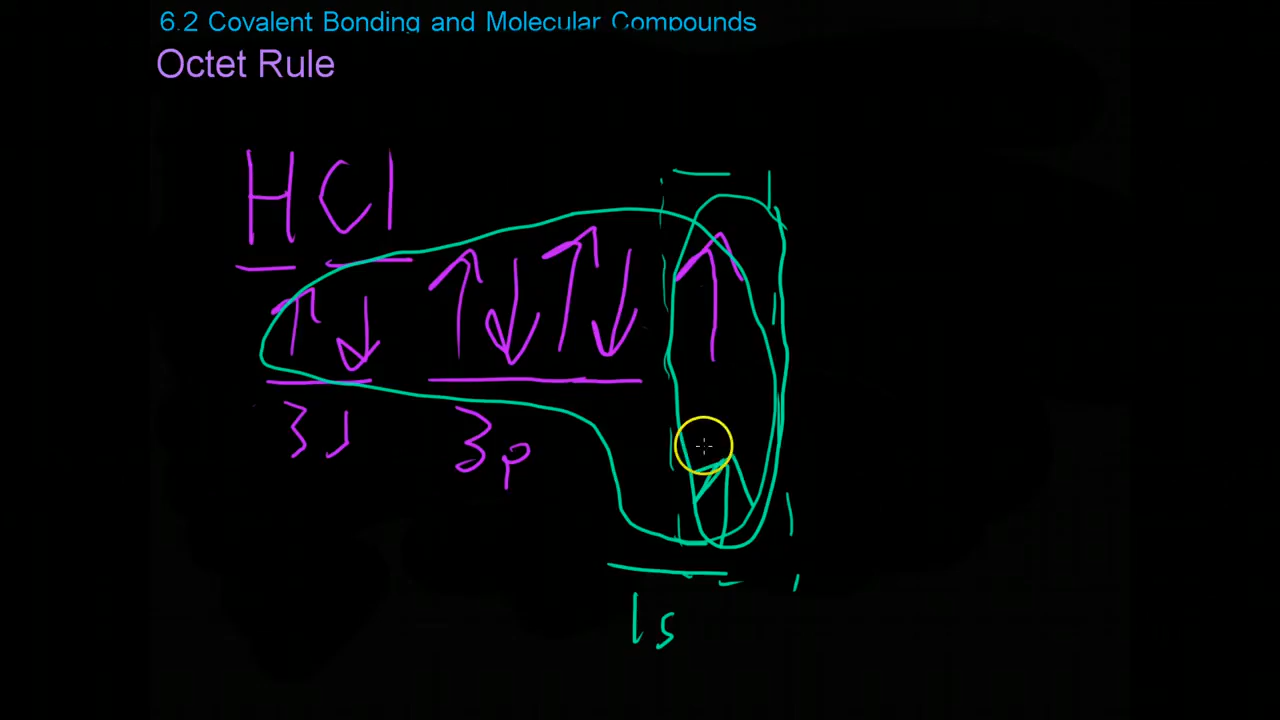 6.2 Covalent Bonding and Molecular Compounds
Octet Rule
HCl
3s 3p
1s